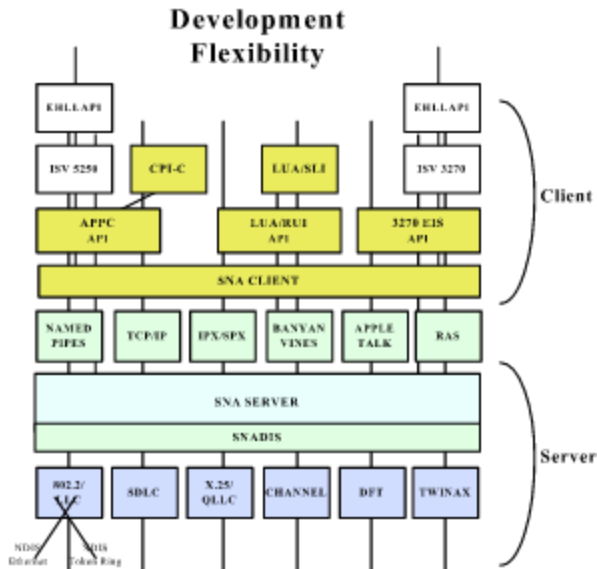 Development
Flexibility
EHLLAPI
EHLLAPI
ISV 5250
CPI-C
LUA/SLI
ISV 3270
APPC
API
LUA/RUI
API
3270 EIS
API
Client
SNA CLIENT
NAMED
PIPES
TCP/IP
IPX/SPX
BANYAN
VINES
APPLE
TALK
RAS
SNA SERVER
SNADIS
Server
802.2/
LLC
SDLC
X.25/
QLLC
CHANNEL
DFT
TWINAX
NDIS
Ethernet
NDIS
Token Ring